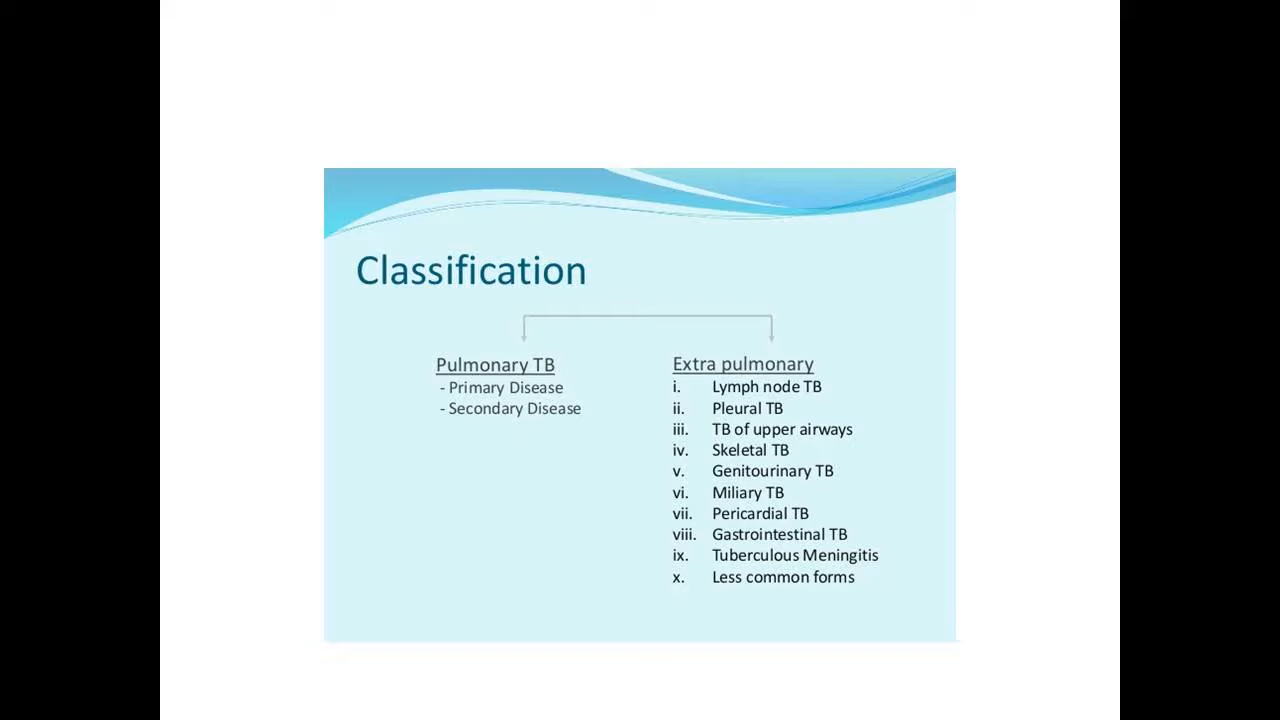 Classification
Pulmonary TB
- Primary Disease
- Secondary Disease
Extra pulmonary
i. Lymph node TB
ii. Pleural TB
iii. TB of upper airways
iv. Skeletal TB
v. Genitourinary TB
vi. Miliary TB
vii. Pericardial TB
viii. Gastrointestinal TB
ix. Tuberculous Meningitis
x. Less common forms